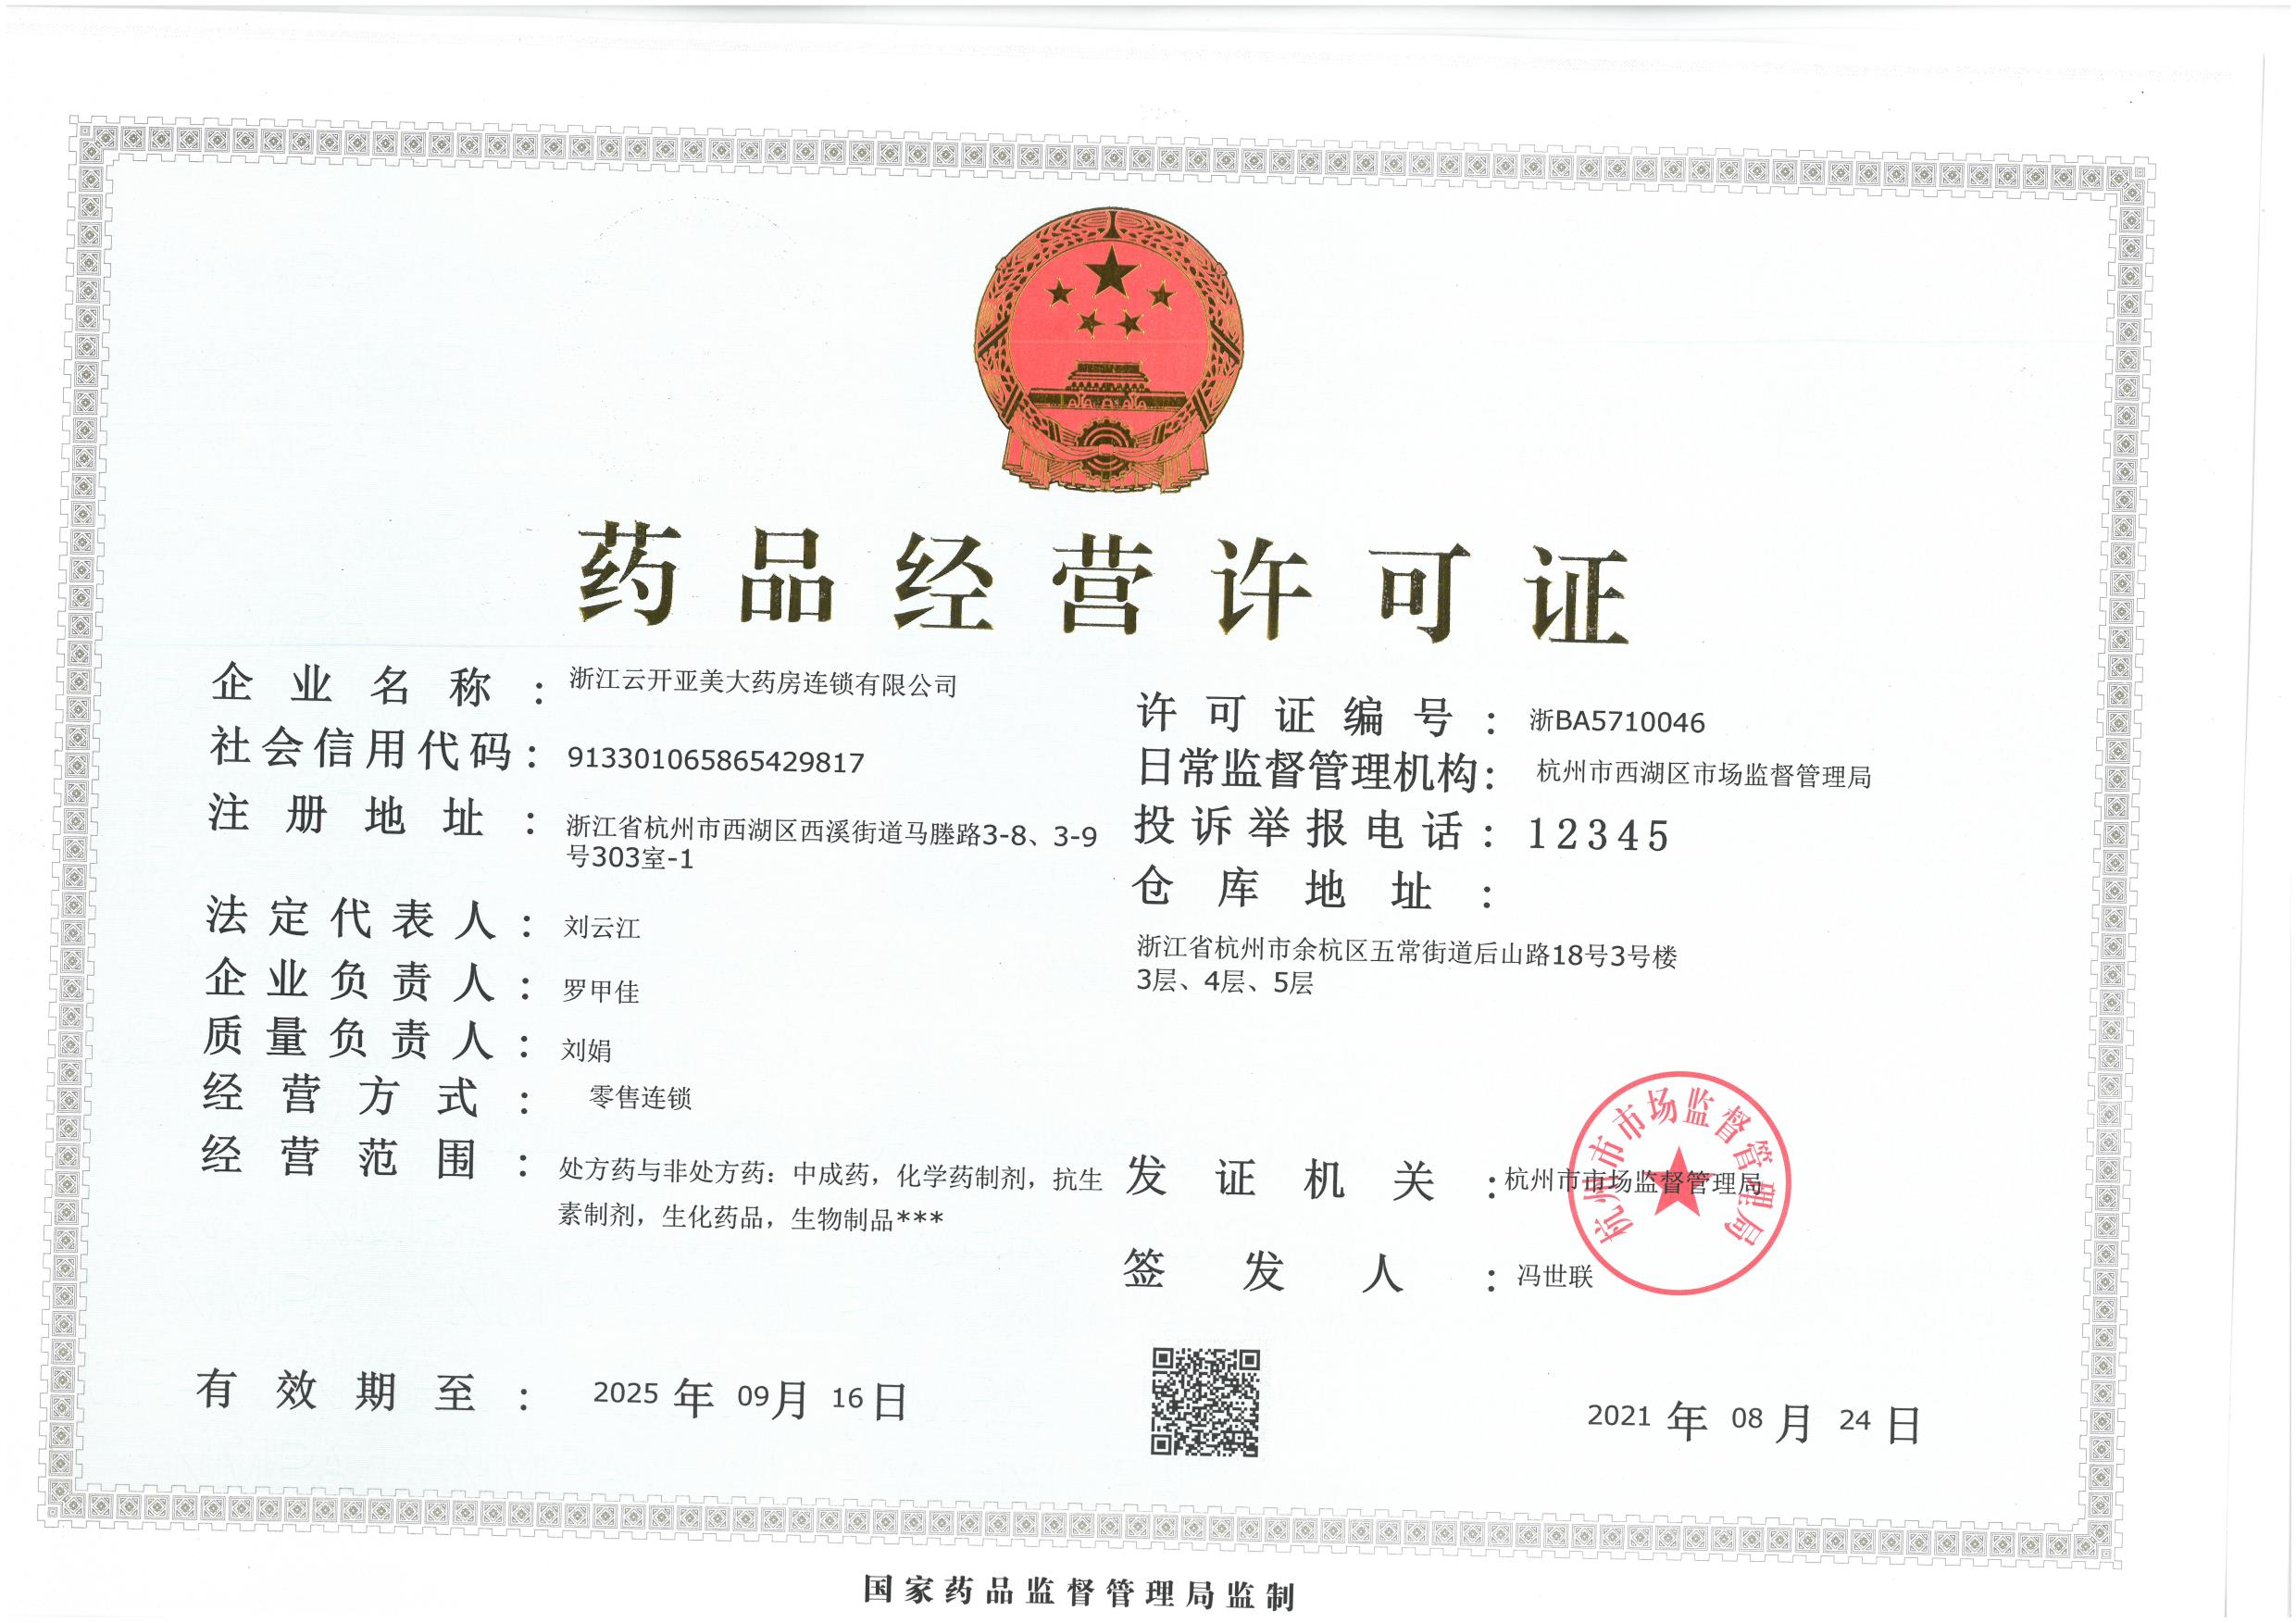 药品经营许可证
企业名称：浙江云开亚美大药房连锁有限公司
社会信用代码：913301065865429817
注册地址：浙江省杭州市西湖区西溪街道马塍路3-8、3-9
号303室-1
法定代表人：刘云江
企业负责人：罗甲佳
质量负责人：刘娟
经营方式：零售连锁
经营范围：处方药与非处方药：中成药，化学药制剂，抗生
素制剂，生化药品，生物制品***
有效期至：2025年09月16日
许可证编号：浙BA5710046
日常监督管理机构：杭州市西湖区市场监督管理局
投诉举报电话：12345
仓库地址：
浙江省杭州市余杭区五常街道后山路18号3号楼
3层、4层、5层
发证机关：杭州市市场监督管理局
杭州市市场监督管理局
签发人：冯世联
2021年08月24日
国家药品监督管理局监制